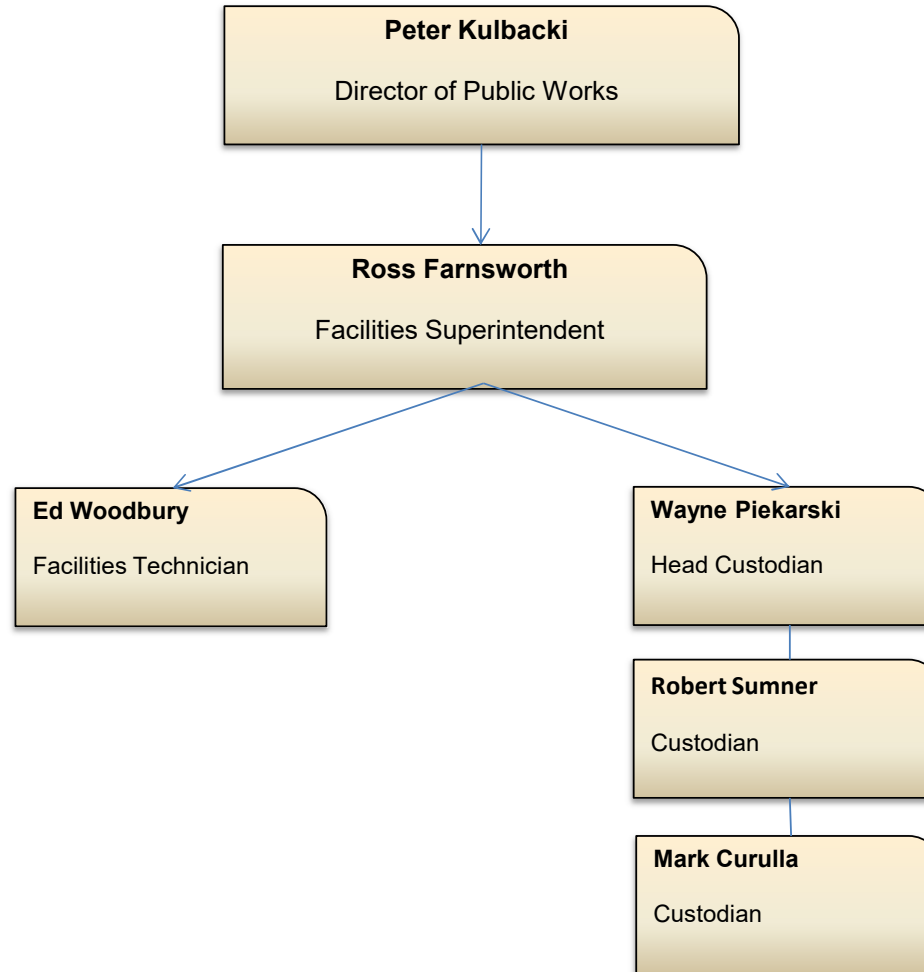 Peter Kulbacki
Director of Public Works
Ross Farnsworth
Facilities Superintendent
Ed Woodbury
Facilities Technician
Wayne Piekarski
Head Custodian
Robert Sumner
Custodian
Mark Curulla
Custodian